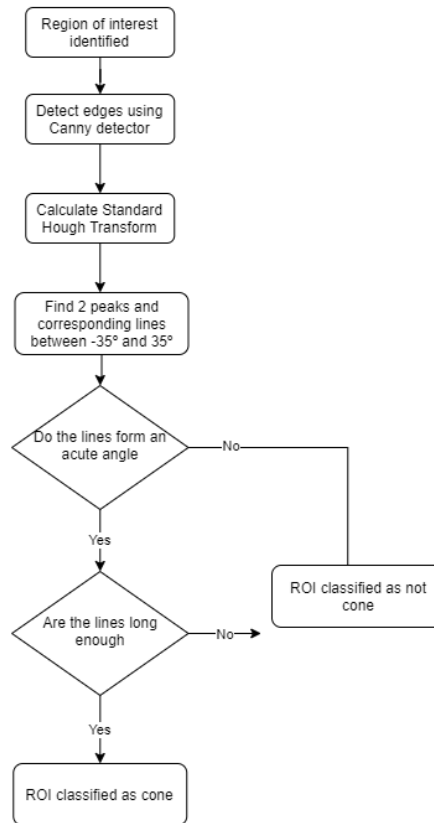 Region of interest
identified
Detect edges using
Canny detector
Calculate Standard
Hough Transform
Find 2 peaks and
corresponding lines
between -35º and 35º
Do the lines form an
acute angle
No
Yes
ROI classified as not
cone
Are the lines long
enough
No
Yes
ROI classified as cone